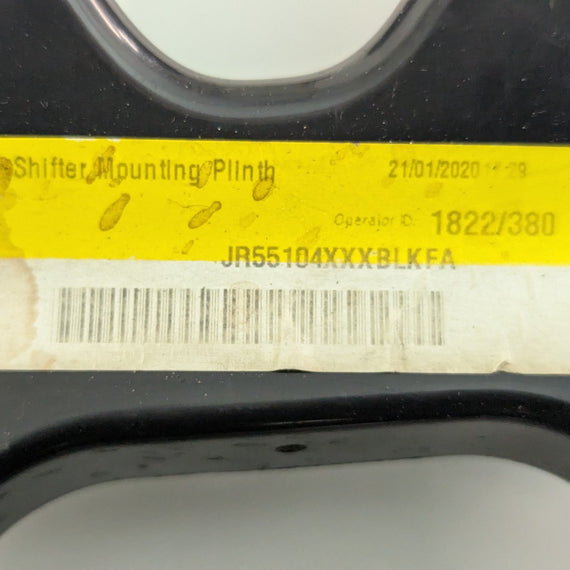 Shifter Mounting Plinth 21/01/2020
Operator ID: 1822/380
JR55104XXXBLKFA